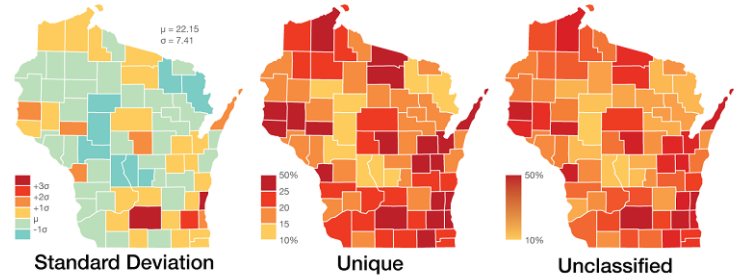 μ = 22.15
σ = 7.41
+3σ
+2σ
+1σ
μ
-1σ
Standard Deviation
50%
25
20
15
10%
Unique
50%
10%
Unclassified